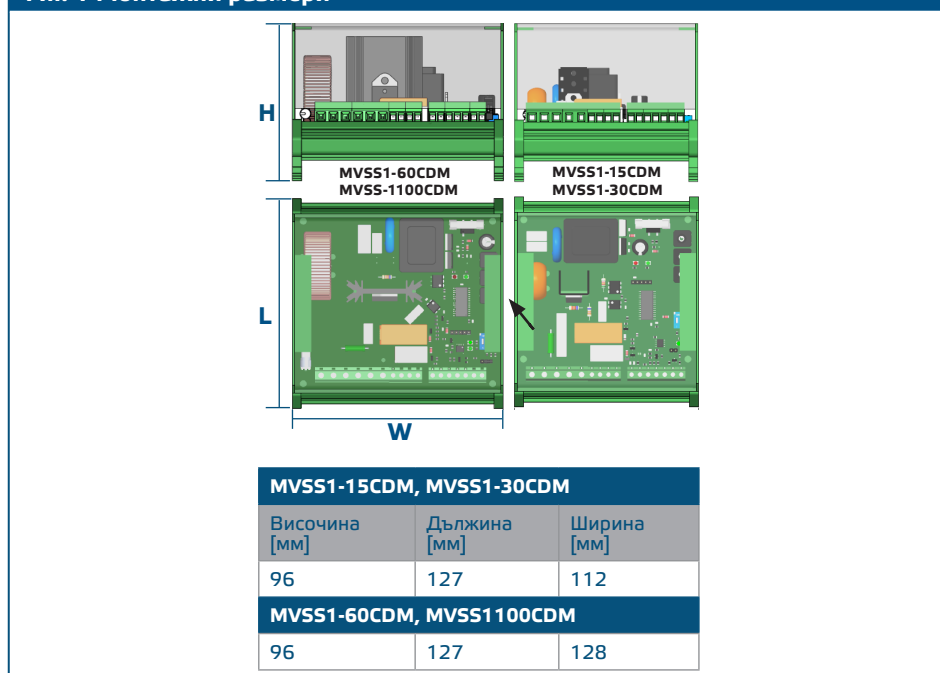 H
MVSS1-60CDM
MVSS-1100CDM
MVSS1-15CDM
MVSS1-30CDM
L
W
MVSS1-15CDM, MVSS1-30CDM
Височина [мм] Дължина [мм] Ширина [мм]
96 127 112
MVSS1-60CDM, MVSS1100CDM
96 127 128